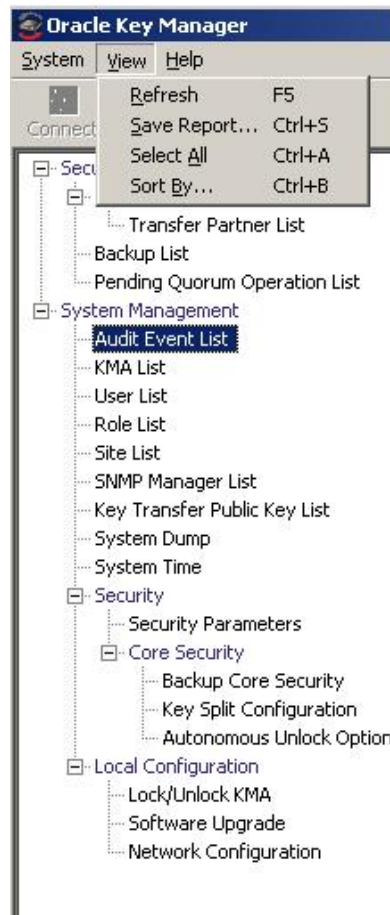 Oracle Key Manager
System View Help
Refresh F5
Save Report... Ctrl+S
Select All Ctrl+A
Sort By... Ctrl+B
Connect
Secu
Transfer Partner List
Backup List
Pending Quorum Operation List
System Management
Audit Event List
KMA List
User List
Role List
Site List
SNMP Manager List
Key Transfer Public Key List
System Dump
System Time
Security
Security Parameters
Core Security
Backup Core Security
Key Split Configuration
Autonomous Unlock Option
Local Configuration
Lock/Unlock KMA
Software Upgrade
Network Configuration